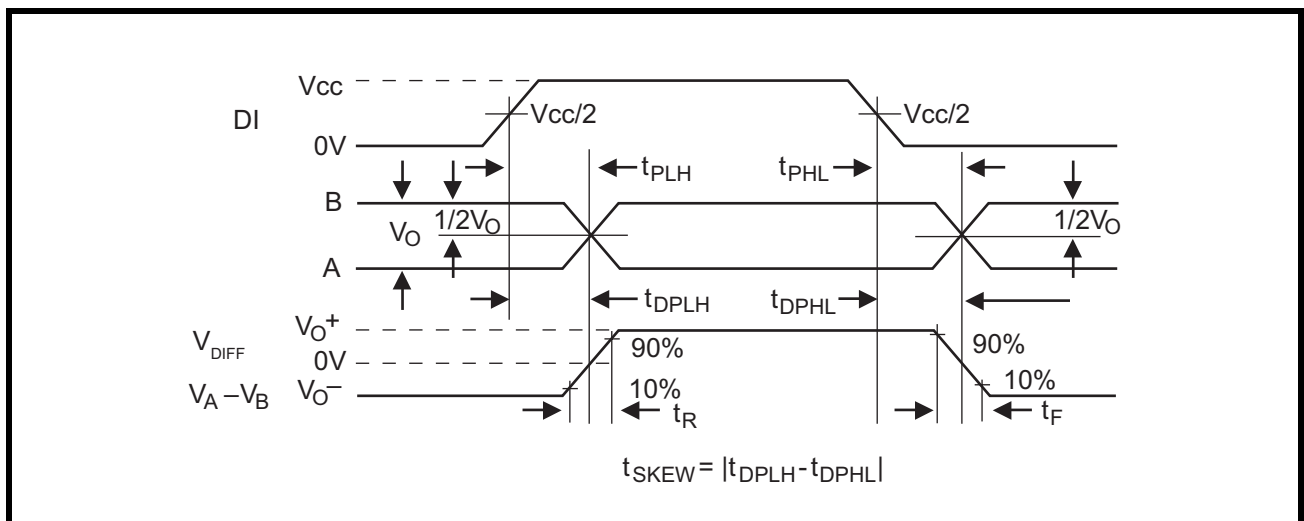 Vcc
DI
Vcc/2
Vcc/2
0V
tPLH
tPHL
B
VO
1/2VO
1/2VO
A
tDPLH
tDPHL
VO+
VDIFF
0V
90%
90%
VA –VB
VO–
10%
10%
tR
tF
tSKEW = |tDPLH - tDPHL|